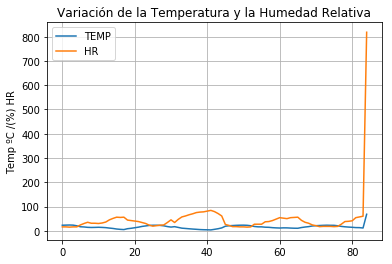 Variación de la Temperatura y la Humedad Relativa
TEMP
HR
Temp ºC /(%) HR
800
700
600
500
400
300
200
100
0
0 20 40 60 80